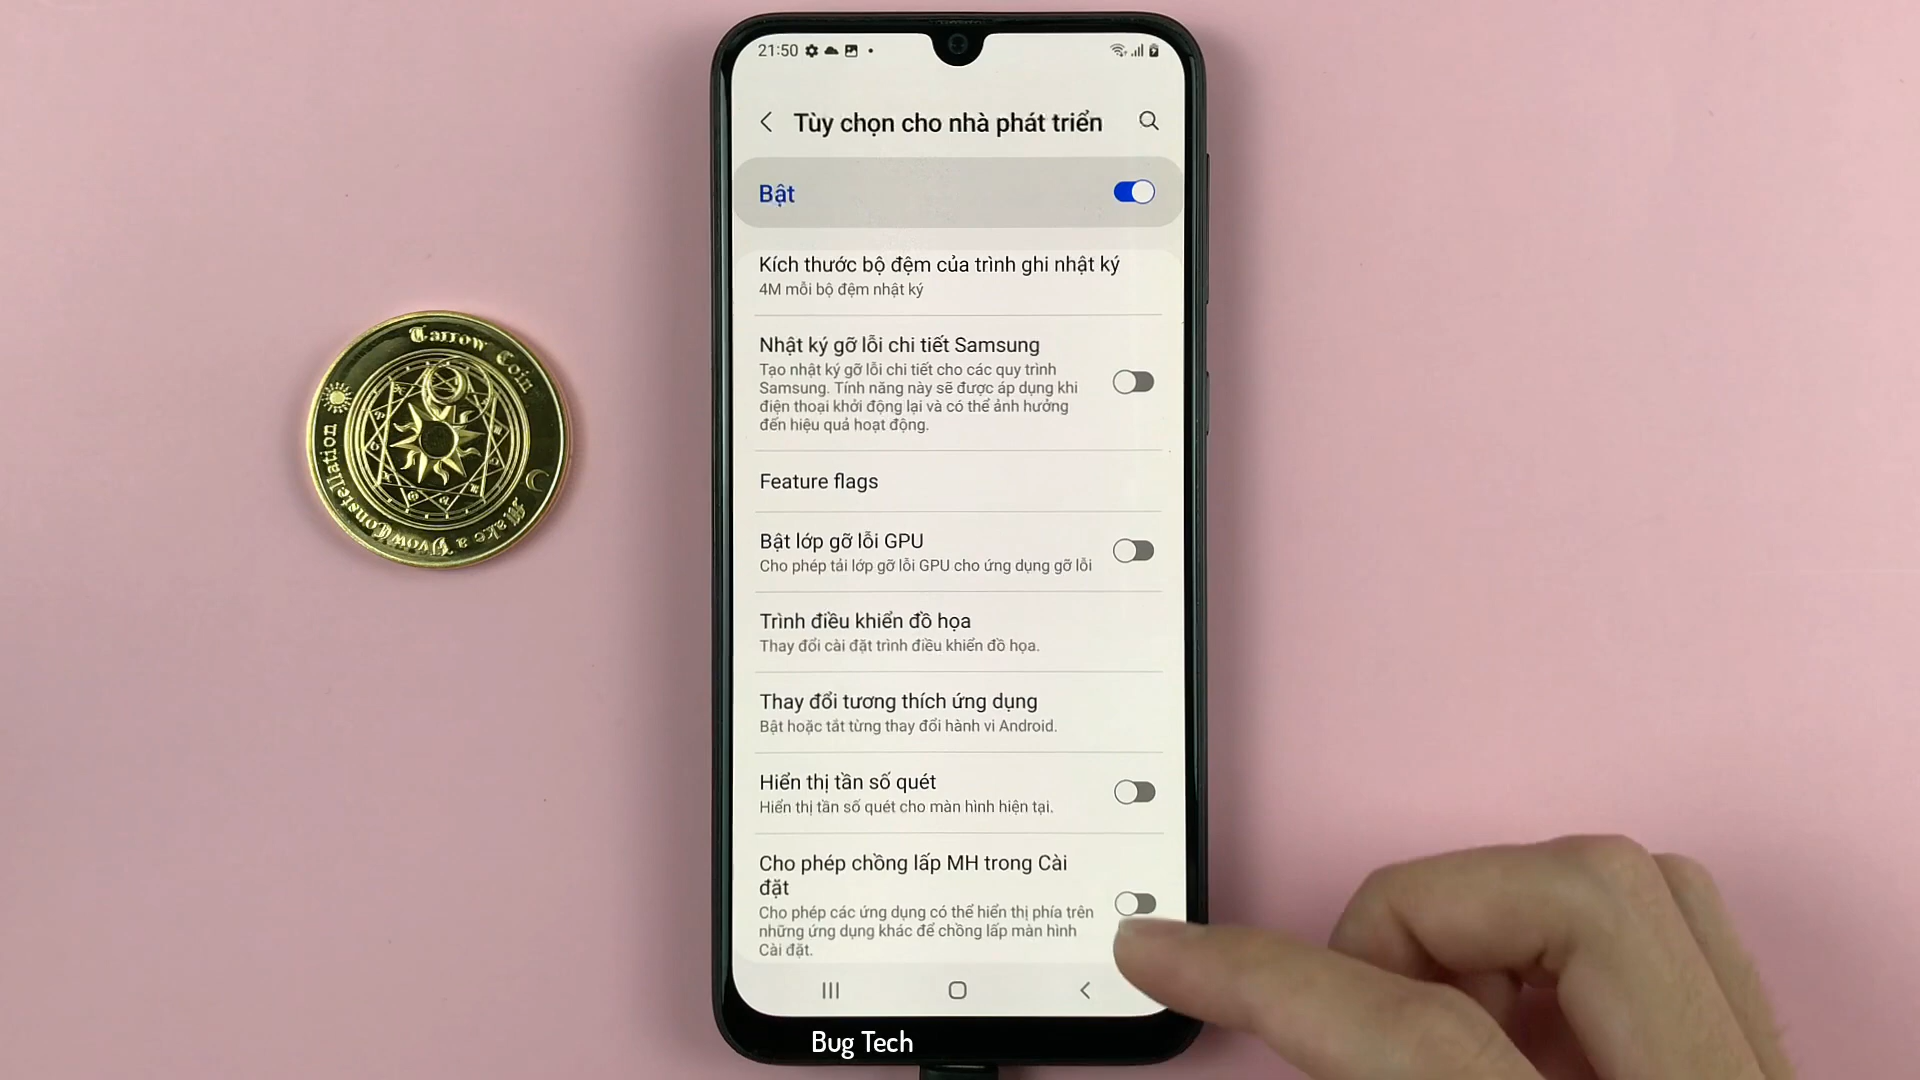 21:50
Tùy chọn cho nhà phát triển
Bật
Kích thước bộ đệm của trình ghi nhật ký
4M mỗi bộ đệm nhật ký
Nhật ký gỡ lỗi chi tiết Samsung
Tạo nhật ký gỡ lỗi chi tiết cho các quy trình
Samsung. Tính năng này sẽ được áp dụng khi
điện thoại khởi động lại và có thể ảnh hưởng
đến hiệu quả hoạt động.
Feature flags
Bật lớp gỡ lỗi GPU
Cho phép tải lớp gỡ lỗi GPU cho ứng dụng gỡ lỗi
Trình điều khiển đồ họa
Thay đổi cài đặt trình điều khiển đồ họa.
Thay đổi tương thích ứng dụng
Bật hoặc tắt từng thay đổi hành vi Android.
Hiển thị tần số quét
Hiển thị tần số quét cho màn hình hiện tại.
Cho phép chồng lấp MH trong Cài
đặt
Cho phép các ứng dụng có thể hiển thị phía trên
những ứng dụng khác để chồng lấp màn hình
Cài đặt.
Bug Tech
Tarrow Coin
Make a Vow
Constellation